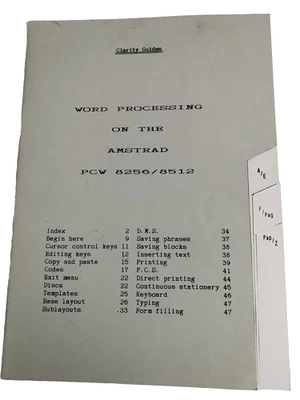 Clarity Guides
WORD PROCESSING
ON THE
AMSTRAD
PCW 8256/8512
Index 2 D.M.S. 34
Begin here 9 Saving phrases 37
Cursor control keys 11 Saving blocks 38
Editing keys 12 Inserting text 38
Copy and paste 15 Printing 39
Codes 17 P.C.S. 41
Exit menu 22 Direct printing 44
Discs 22 Continuous stationery 45
Templates 25 Keyboard 46
Base layout 26 Typing 47
Sublayouts .33 Form filling 47
A/E
F/PAG
PAP/Z